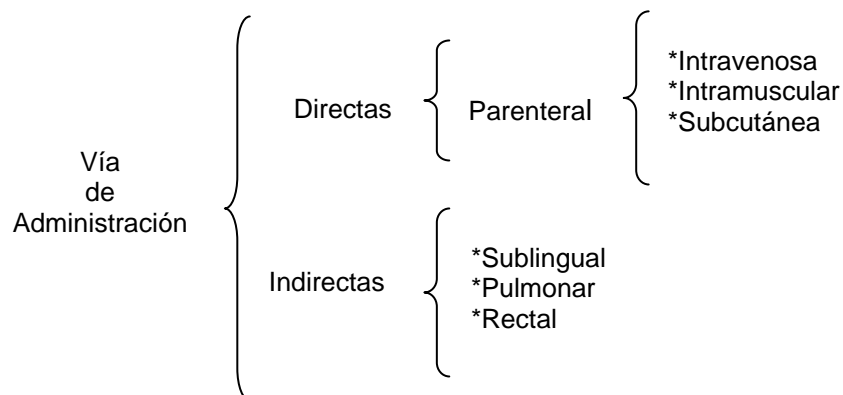 Vía
de
Administración
Directas
Parenteral
*Intravenosa
*Intramuscular
*Subcutánea
Indirectas
*Sublingual
*Pulmonar
*Rectal